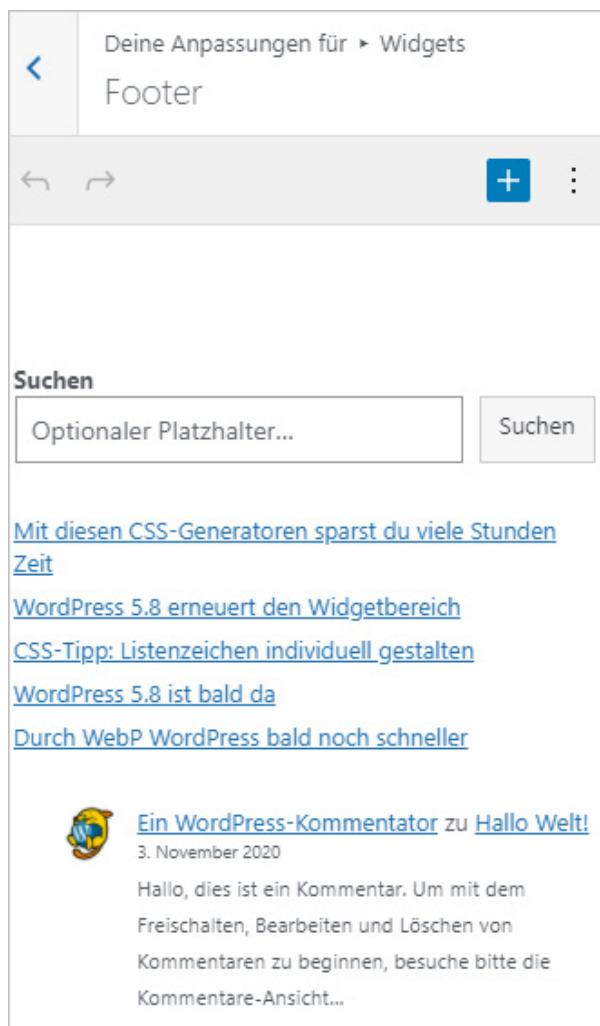 Deine Anpassungen für ▸ Widgets
Footer
Suchen
Optionaler Platzhalter...
Suchen
Mit diesen CSS-Generatoren sparst du viele Stunden
Zeit
WordPress 5.8 erneuert den Widgetbereich
CSS-Tipp: Listenzeichen individuell gestalten
WordPress 5.8 ist bald da
Durch WebP WordPress bald noch schneller
Ein WordPress-Kommentator zu Hallo Welt!
3. November 2020
Hallo, dies ist ein Kommentar. Um mit dem
Freischalten, Bearbeiten und Löschen von
Kommentaren zu beginnen, besuche bitte die
Kommentare-Ansicht...